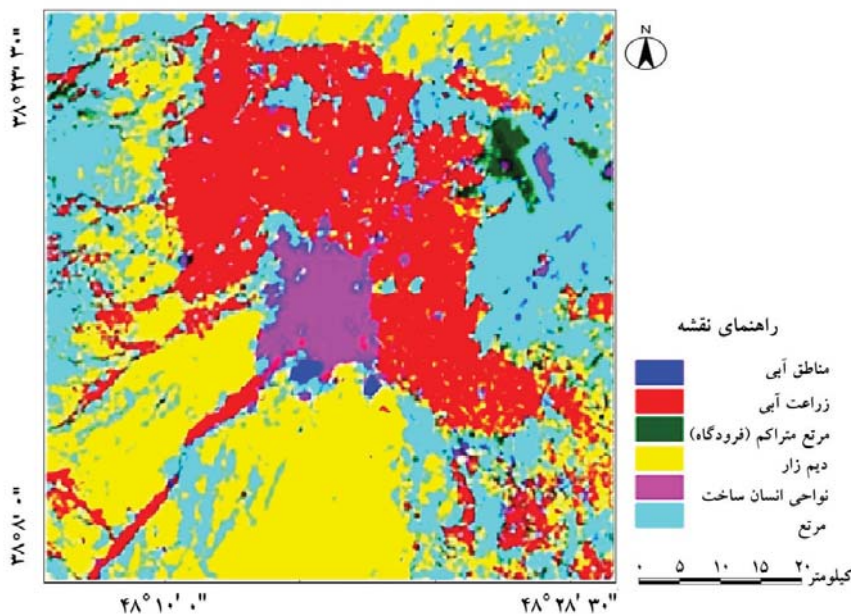 N
۳۸° ۲۳' ۳۰"
۳۸° ۸' ۰"
۴۸° ۱۰' ۰"
۴۸° ۲۸' ۳۰"
راهنمای نقشه
مناطق آبی
زراعت آبی
مرتع متراکم (فرودگاه)
دیم زار
نواحی انسان ساخت
مرتع
۰ ۵ ۱۰ ۱۵ ۲۰ کیلومتر